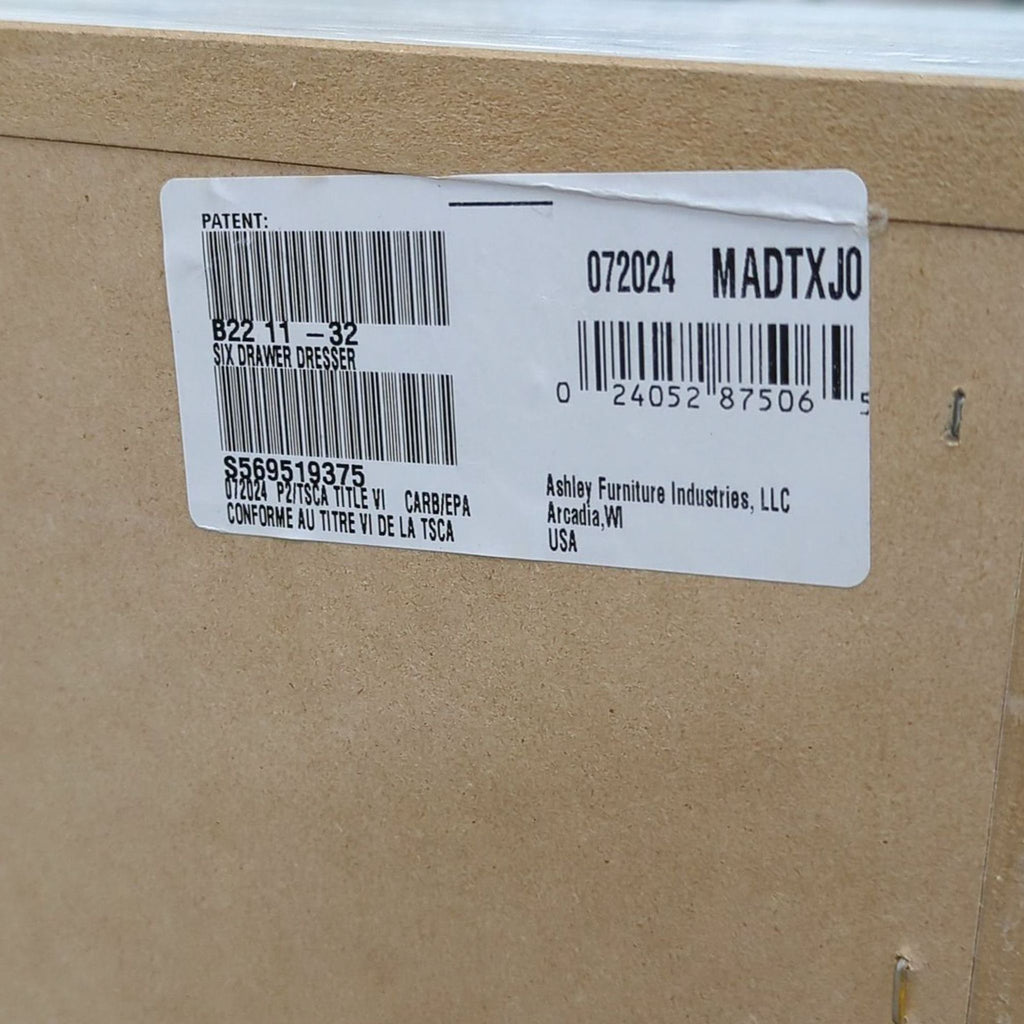 PATENT:
B22 11 –32
SIX DRAWER DRESSER
S569519375
072024 P2/TSCA TITLE VI CARB/EPA
CONFORME AU TITRE VI DE LA TSCA
072024 MADTXJ0
0 24052 87506 5
Ashley Furniture Industries, LLC
Arcadia,WI
USA